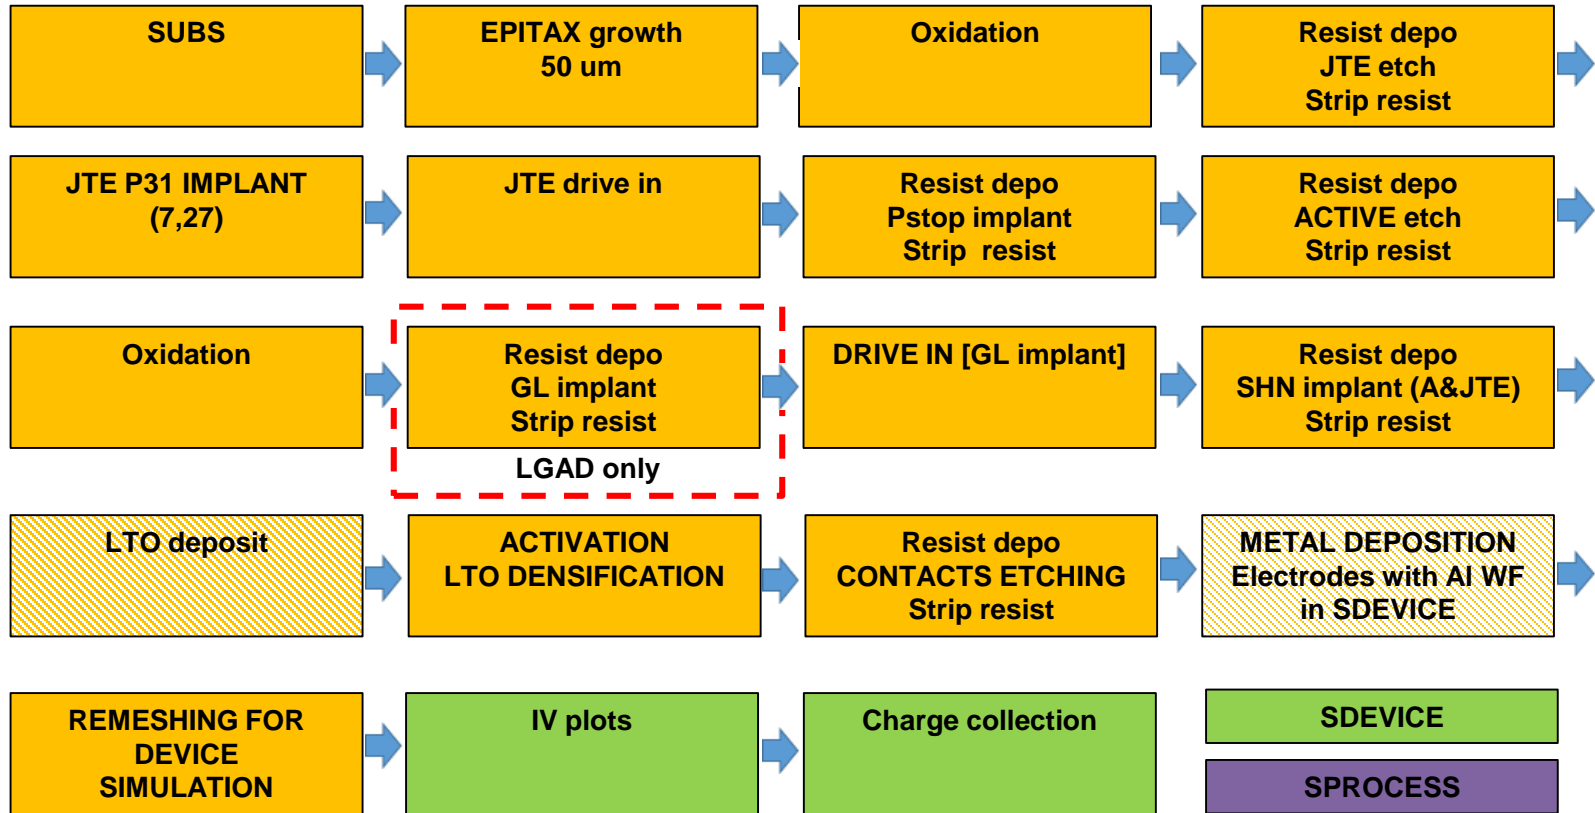 SUBS
EPITAX growth
50 um
Oxidation
Resist depo
JTE etch
Strip resist
JTE P31 IMPLANT
(7,27)
JTE drive in
Resist depo
Pstop implant
Strip resist
Resist depo
ACTIVE etch
Strip resist
Oxidation
Resist depo
GL implant
Strip resist
LGAD only
DRIVE IN [GL implant]
Resist depo
SHN implant (A&JTE)
Strip resist
LTO deposit
ACTIVATION
LTO DENSIFICATION
Resist depo
CONTACTS ETCHING
Strip resist
METAL DEPOSITION
Electrodes with Al WF
in SDEVICE
REMESHING FOR
DEVICE
SIMULATION
IV plots
Charge collection
SDEVICE
SPROCESS